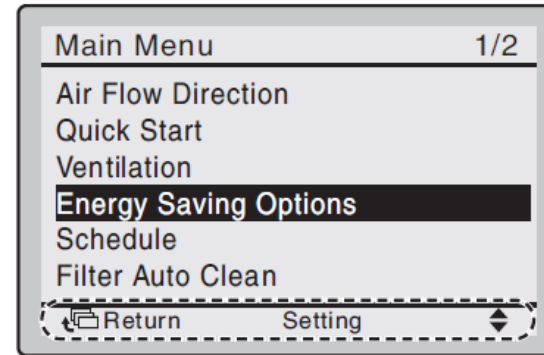 Main Menu 1/2
Air Flow Direction
Quick Start
Ventilation
Energy Saving Options
Schedule
Filter Auto Clean
Return Setting